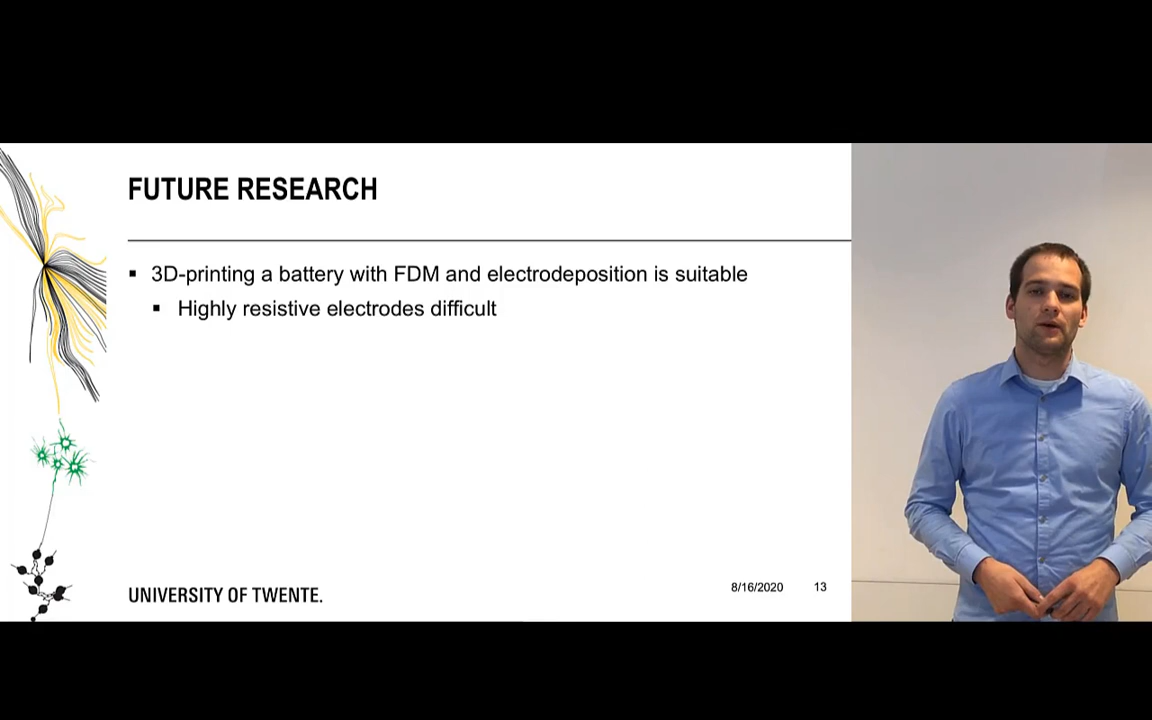 FUTURE RESEARCH
▪ 3D-printing a battery with FDM and electrodeposition is suitable
▪ Highly resistive electrodes difficult
UNIVERSITY OF TWENTE.
8/16/2020 13